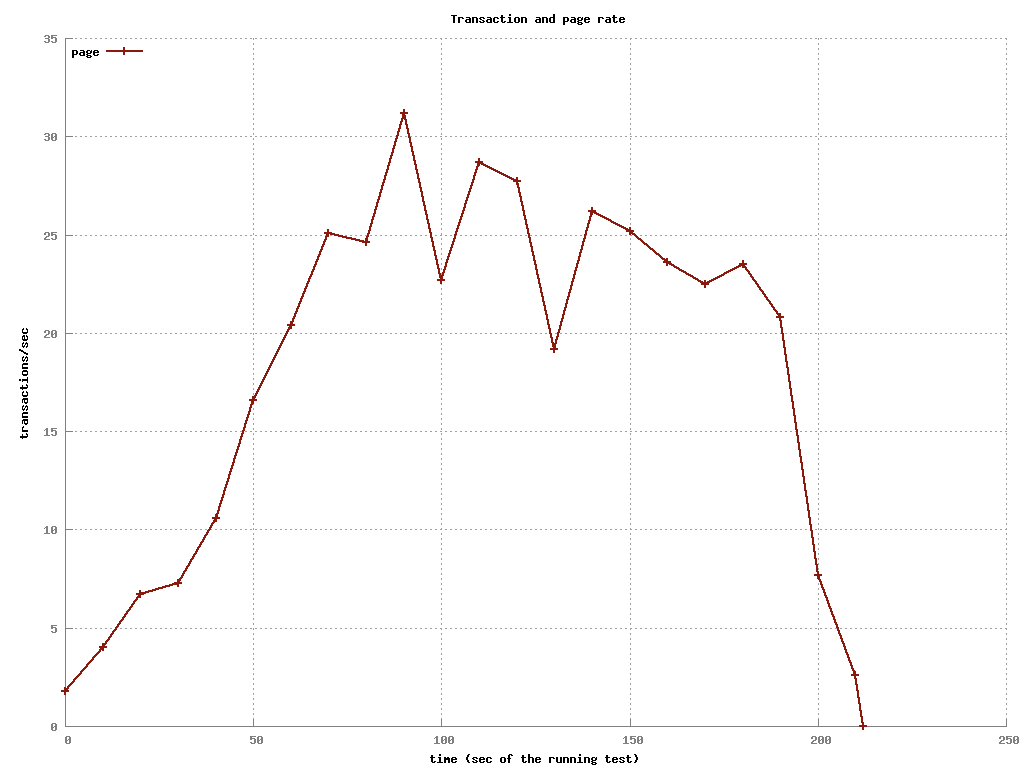 Transaction and page rate
35
page
30
25
20
15
10
5
0
transactions/sec
0 50 100 150 200 250
time (sec of the running test)